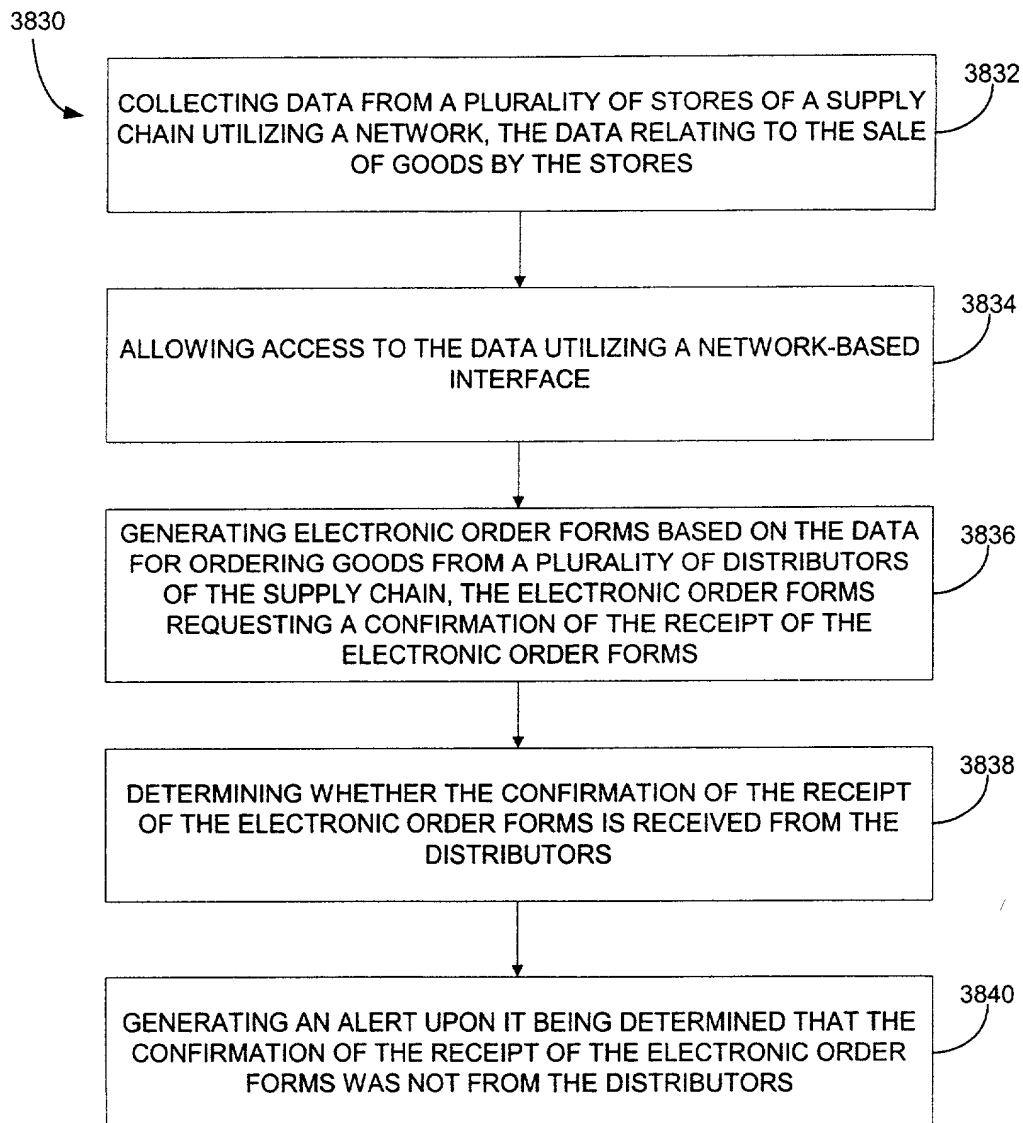 3830
3832
COLLECTING DATA FROM A PLURALITY OF STORES OF A SUPPLY
CHAIN UTILIZING A NETWORK, THE DATA RELATING TO THE SALE
OF GOODS BY THE STORES
3834
ALLOWING ACCESS TO THE DATA UTILIZING A NETWORK-BASED
INTERFACE
3836
GENERATING ELECTRONIC ORDER FORMS BASED ON THE DATA
FOR ORDERING GOODS FROM A PLURALITY OF DISTRIBUTORS
OF THE SUPPLY CHAIN, THE ELECTRONIC ORDER FORMS
REQUESTING A CONFIRMATION OF THE RECEIPT OF THE
ELECTRONIC ORDER FORMS
3838
DETERMINING WHETHER THE CONFIRMATION OF THE RECEIPT
OF THE ELECTRONIC ORDER FORMS IS RECEIVED FROM THE
DISTRIBUTORS
3840
GENERATING AN ALERT UPON IT BEING DETERMINED THAT THE
CONFIRMATION OF THE RECEIPT OF THE ELECTRONIC ORDER
FORMS WAS NOT FROM THE DISTRIBUTORS